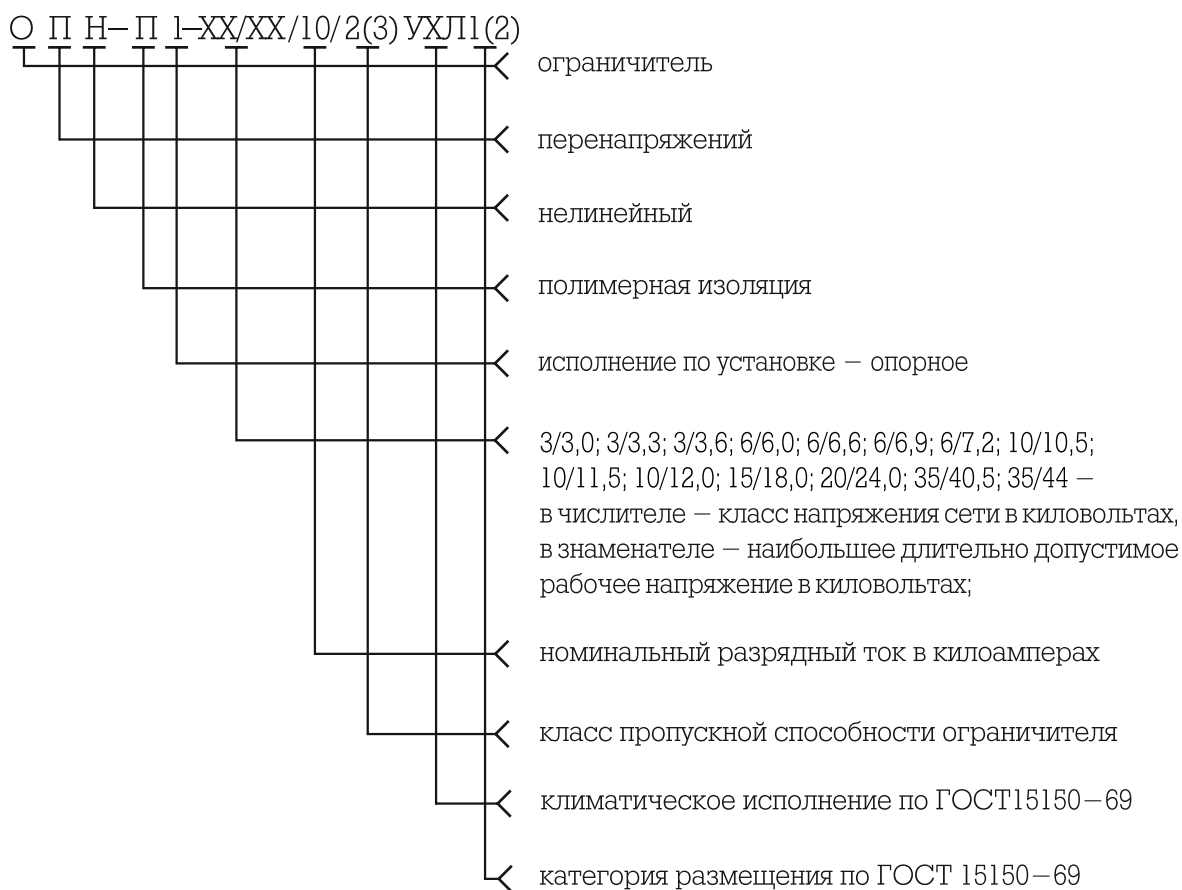 О П Н– П 1–XX/XX/10/2(3) УХЛ1(2)
ограничитель
перенапряжений
нелинейный
полимерная изоляция
исполнение по установке – опорное
3/3,0; 3/3,3; 3/3,6; 6/6,0; 6/6,6; 6/6,9; 6/7,2; 10/10,5;
10/11,5; 10/12,0; 15/18,0; 20/24,0; 35/40,5; 35/44 –
в числителе – класс напряжения сети в киловольтах,
в знаменателе – наибольшее длительно допустимое
рабочее напряжение в киловольтах;
номинальный разрядный ток в килоамперах
класс пропускной способности ограничителя
климатическое исполнение по ГОСТ15150–69
категория размещения по ГОСТ 15150–69